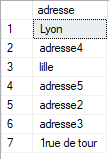 adresse
1 Lyon
2 adresse4
3 lille
4 adresse5
5 adresse2
6 adresse3
7 1rue de tour